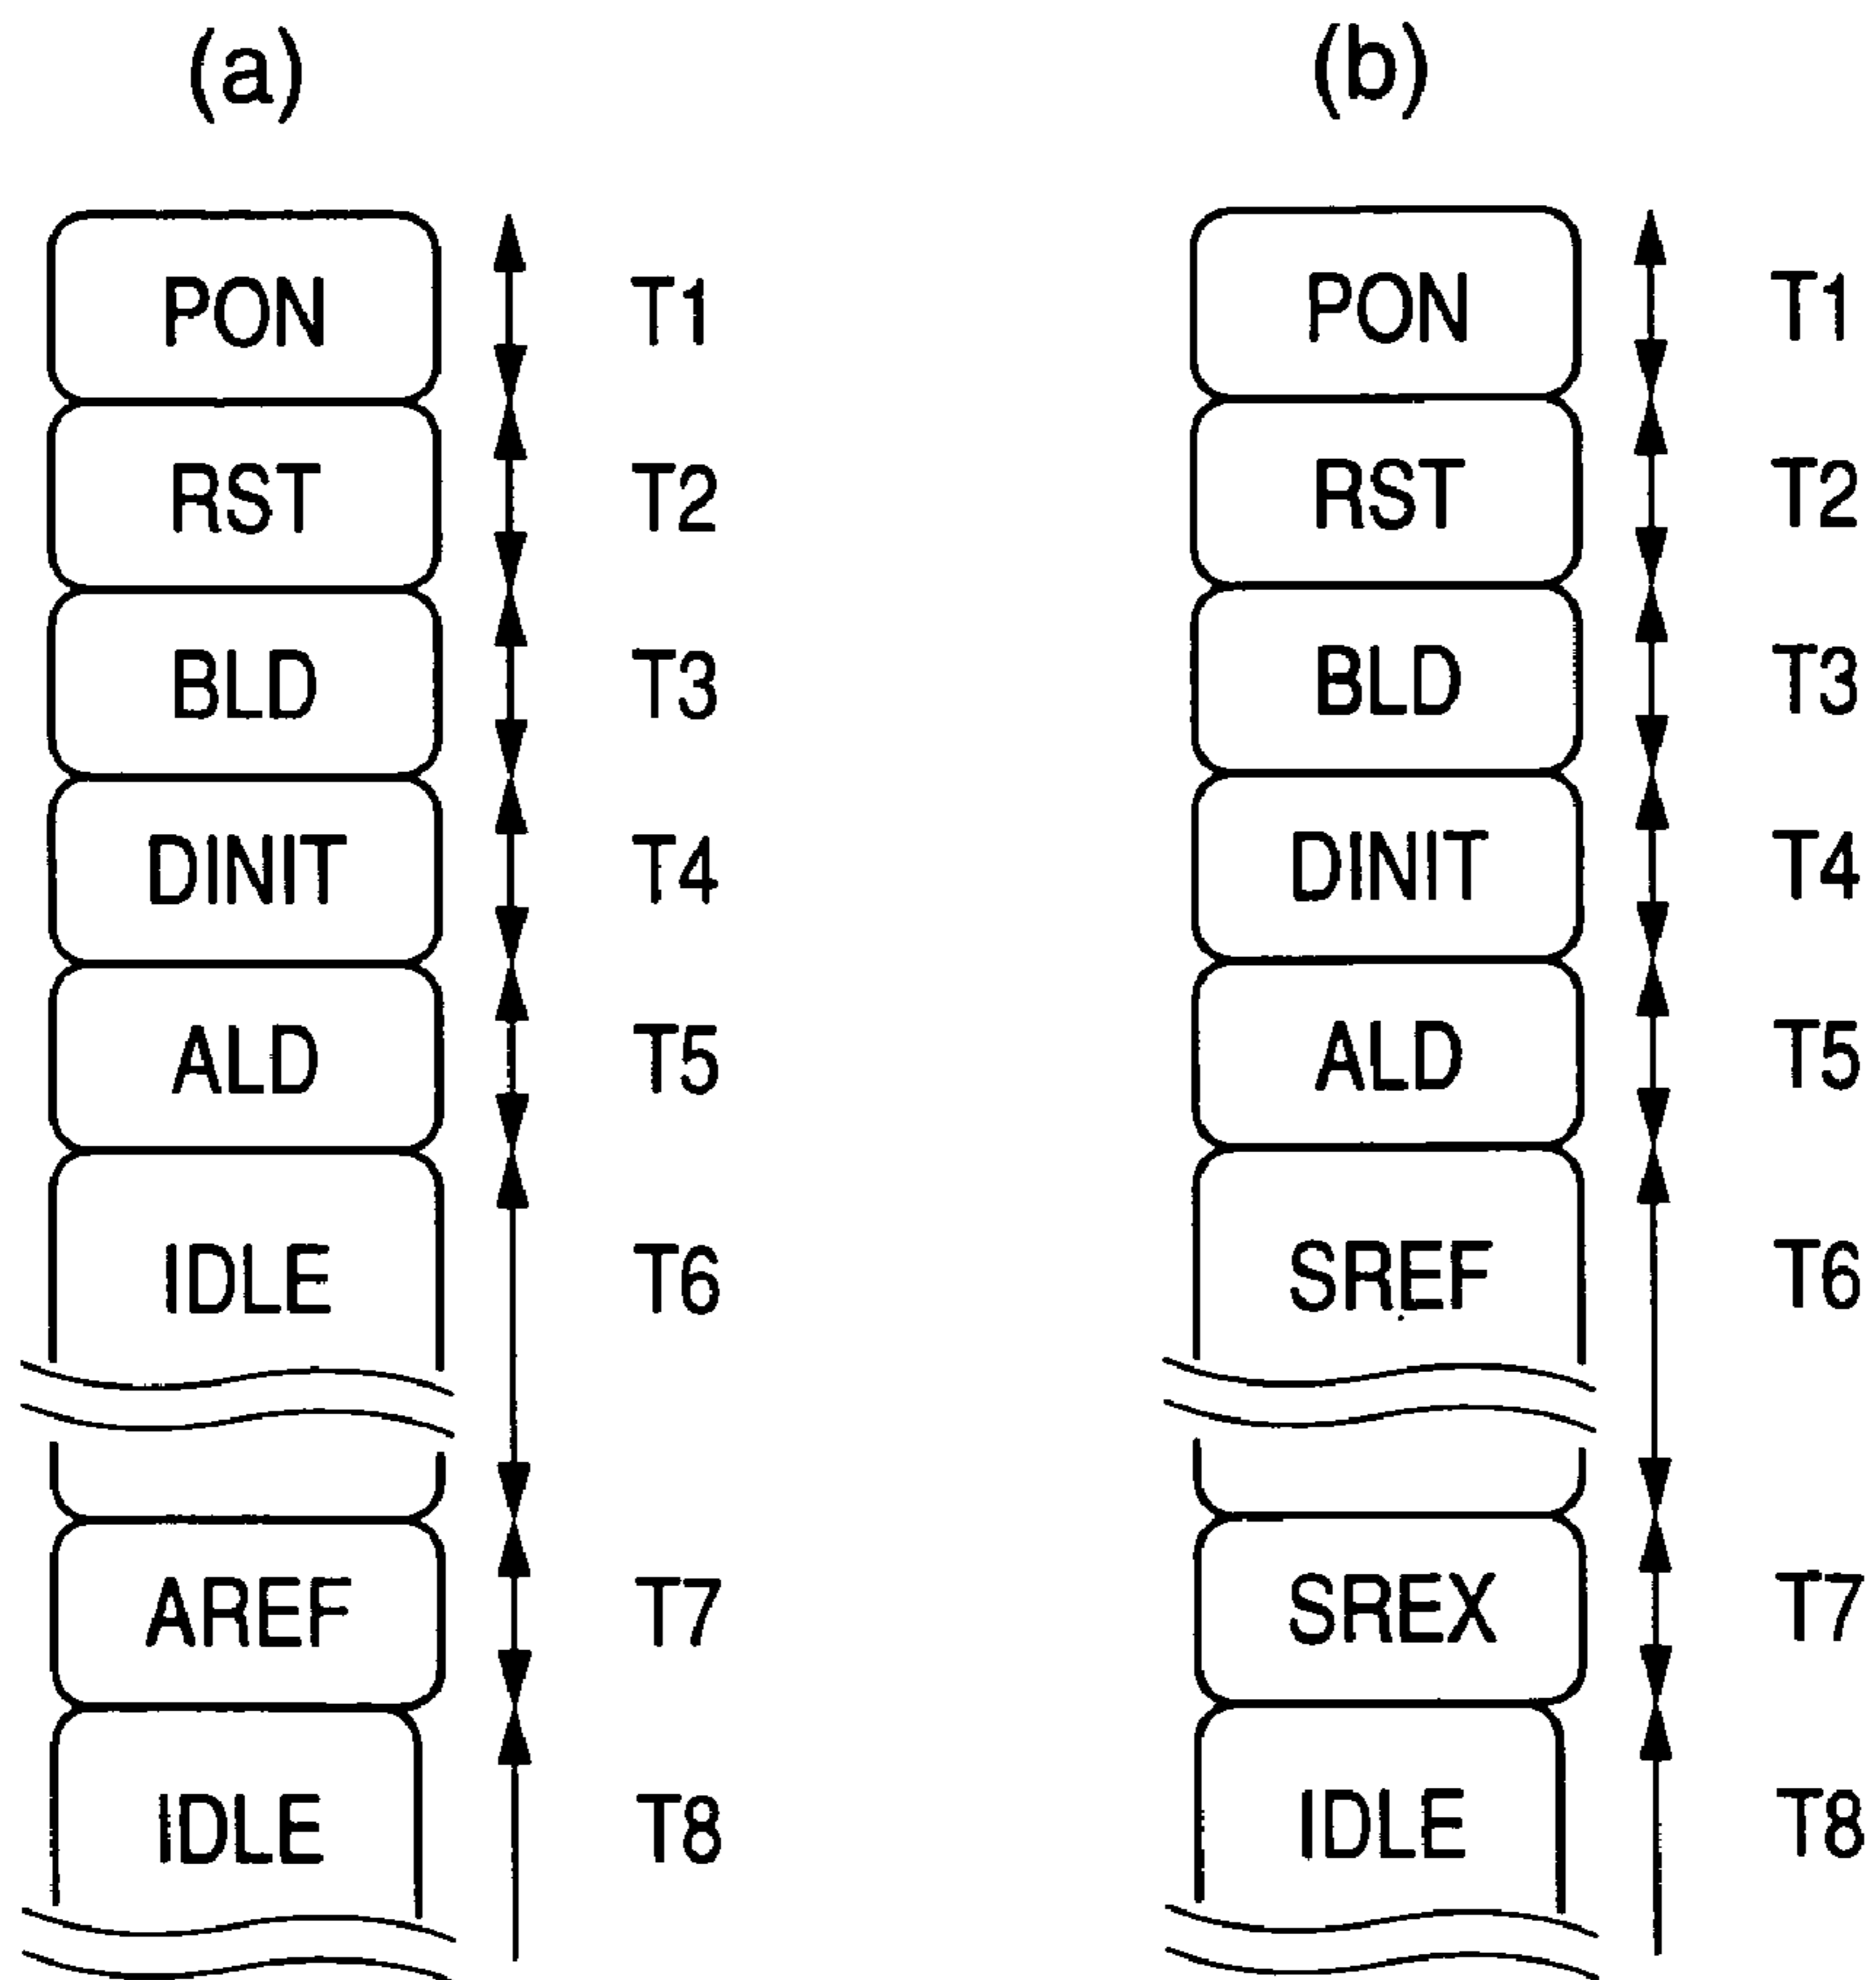 (a)
PON T1
RST T2
BLD T3
DINIT T4
ALD T5
IDLE T6
AREF T7
IDLE T8
(b)
PON T1
RST T2
BLD T3
DINIT T4
ALD T5
SREF T6
SREX T7
IDLE T8